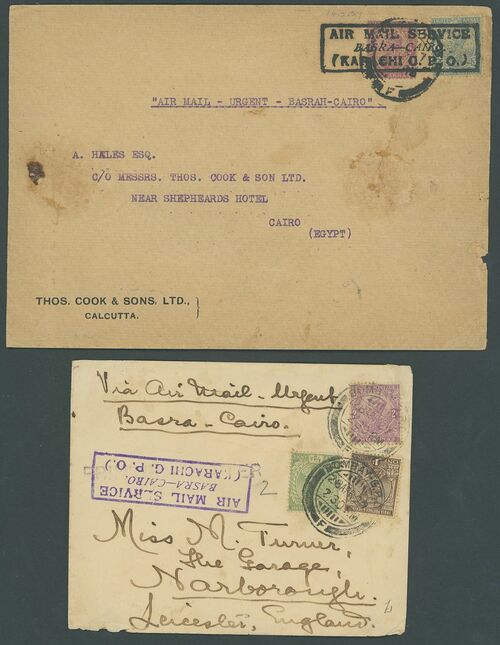 AIR MAIL SERVICE
BASRA—CAIRO.
(KARACHI G. P. O.)
"AIR MAIL - URGENT - BASRAH-CAIRO".
A. HALES ESQ.
C/O MESSRS. THOS. COOK & SON LTD.
NEAR SHEPHEARDS HOTEL
CAIRO
(EGYPT)
THOS. COOK & SONS, LTD.,
CALCUTTA.
Via Air Mail - Urgent
Basra - Cairo.
AIR MAIL SERVICE
BASRA—CAIRO.
(KARACHI G. P. O.)
2
BOMBAY
Miss M. Turner,
The Garage,
Narborough.
Leicester, England.